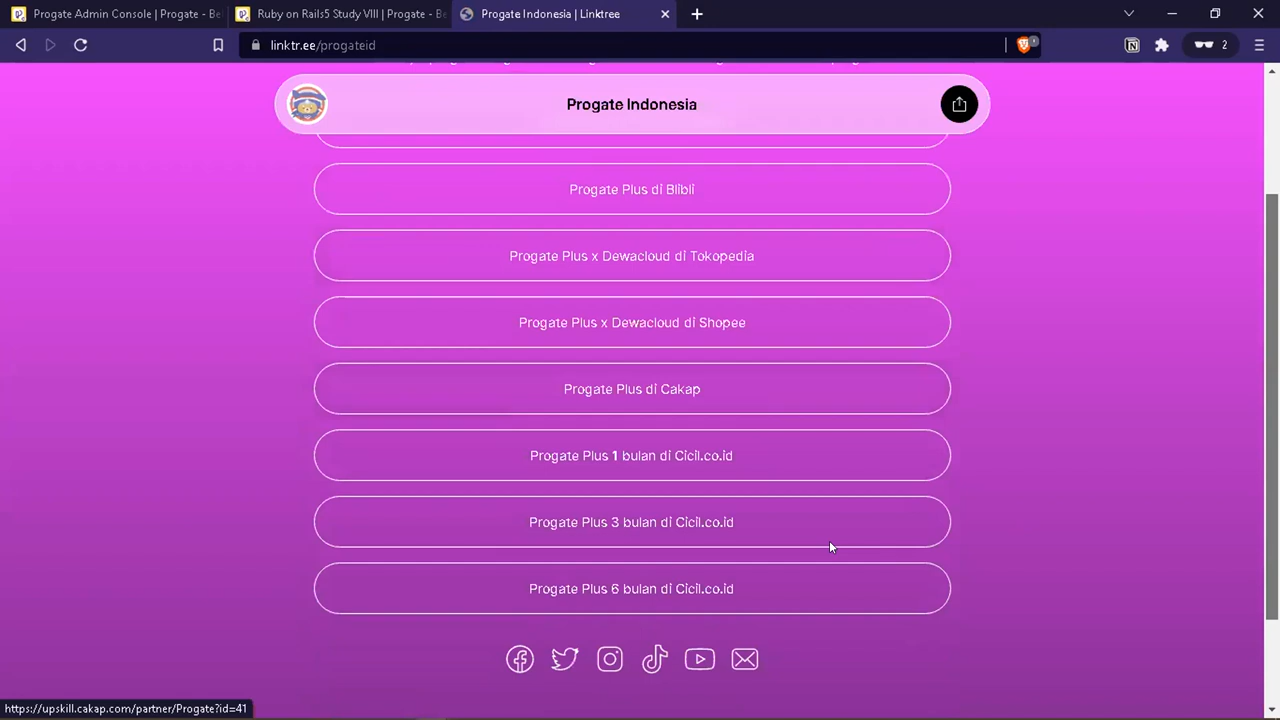 Progate Admin Console | Progate - Be
Ruby on Rails5 Study VIII | Progate - Be
Progate Indonesia | Linktree
linktr.ee/progateid
1
2
Progate Indonesia
Progate Plus di Blibli
Progate Plus x Dewacloud di Tokopedia
Progate Plus x Dewacloud di Shopee
Progate Plus di Cakap
Progate Plus 1 bulan di Cicil.co.id
Progate Plus 3 bulan di Cicil.co.id
Progate Plus 6 bulan di Cicil.co.id
https://upskill.cakap.com/partner/Progate?id=41